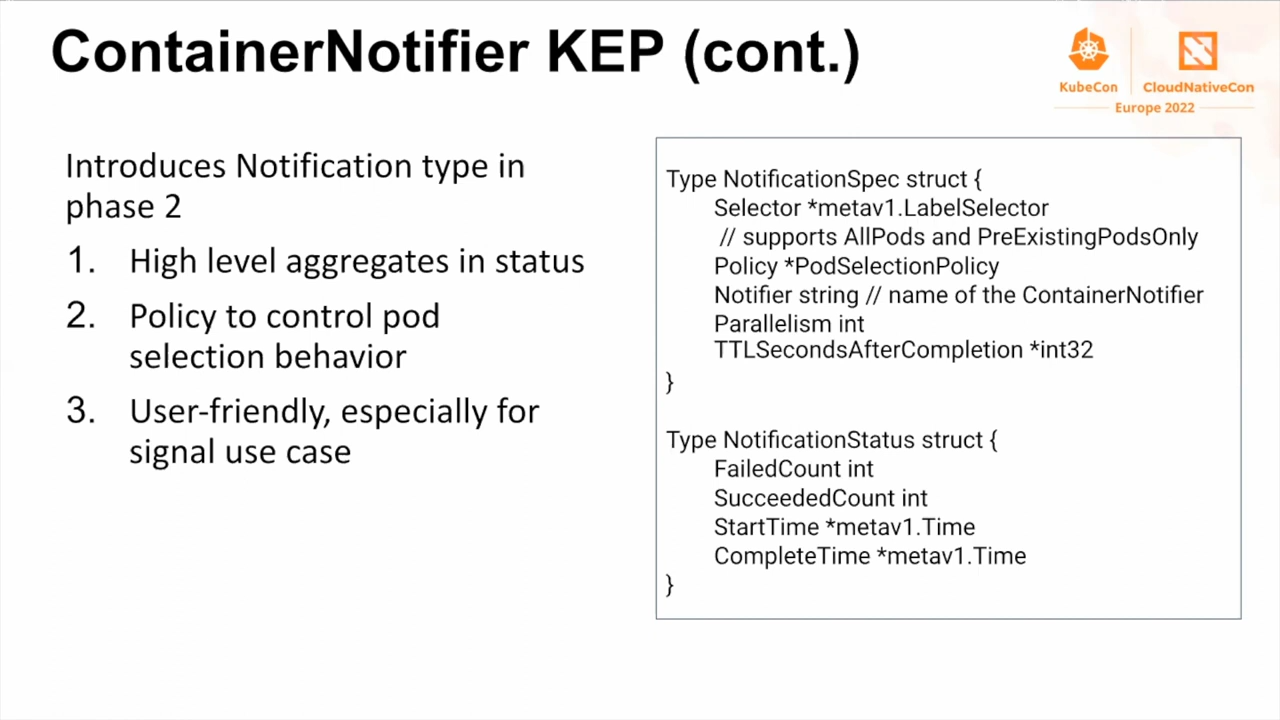 ContainerNotifier KEP (cont.)
KubeCon
CloudNativeCon
Europe 2022
Introduces Notification type in
phase 2
1. High level aggregates in status
2. Policy to control pod
selection behavior
3. User-friendly, especially for
signal use case
Type NotificationSpec struct {
Selector *metav1.LabelSelector
// supports AllPods and PreExistingPodsOnly
Policy *PodSelectionPolicy
Notifier string // name of the ContainerNotifier
Parallelism int
TTLSecondsAfterCompletion *int32
}
Type NotificationStatus struct {
FailedCount int
SucceededCount int
StartTime *metav1.Time
CompleteTime *metav1.Time
}